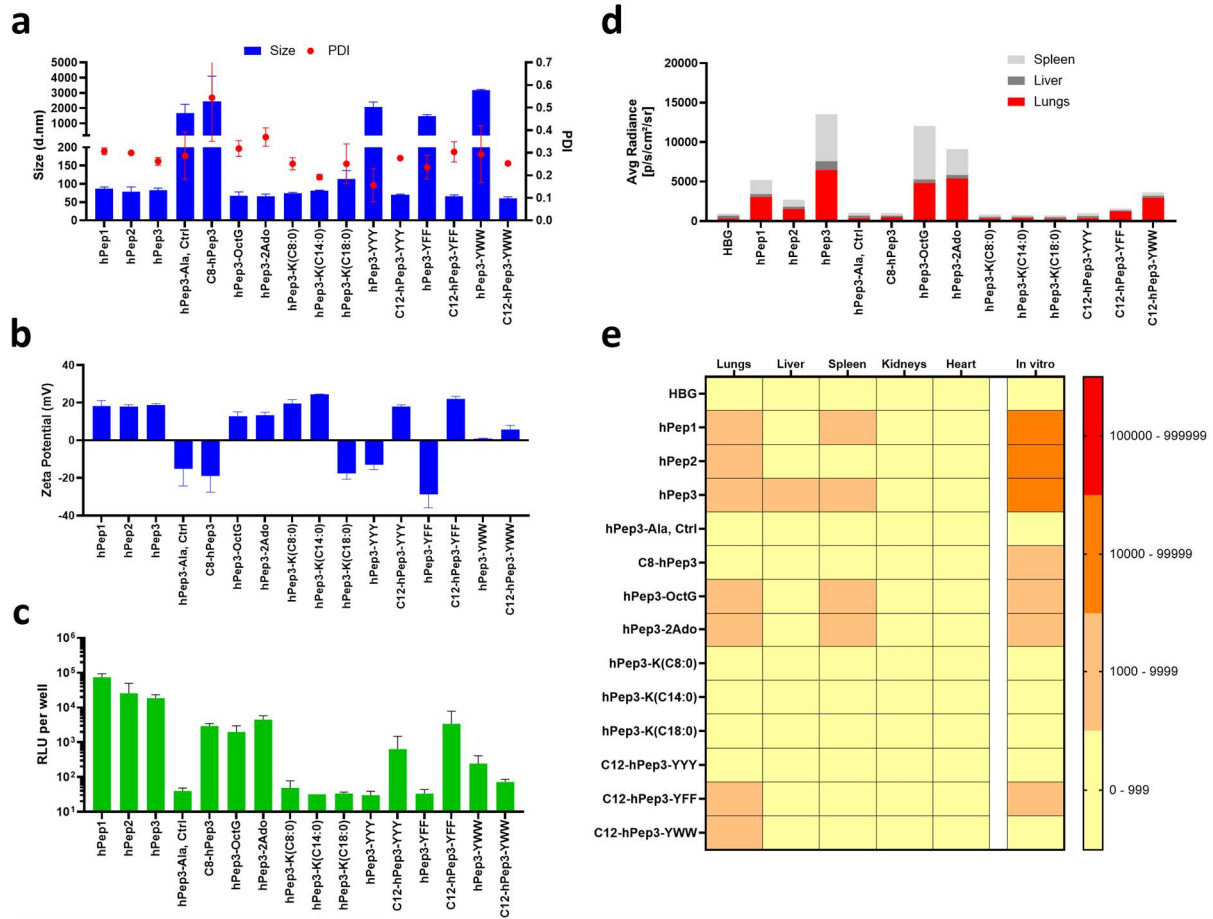 a
Size
PDI
5000
4000
3000
2000
1000
200
150
100
50
0
Size (d.nm)
0.7
0.6
0.5
0.4
0.3
0.2
0.1
0.0
PDI
hPep1
hPep2
hPep3
hPep3-Ala, Ctrl
C8-hPep3
hPep3-OctG
hPep3-2Ado
hPep3-K(C8:0)
hPep3-K(C14:0)
hPep3-K(C18:0)
hPep3-YYY
C12-hPep3-YYY
hPep3-YFF
C12-hPep3-YFF
hPep3-YWW
C12-hPep3-YWW
b
Zeta Potential (mV)
40
20
0
-20
-40
hPep1
hPep2
hPep3
hPep3-Ala, Ctrl
C8-hPep3
hPep3-OctG
hPep3-2Ado
hPep3-K(C8:0)
hPep3-K(C14:0)
hPep3-K(C18:0)
hPep3-YYY
C12-hPep3-YYY
hPep3-YFF
C12-hPep3-YFF
hPep3-YWW
C12-hPep3-YWW
c
RLU per well
10⁶
10⁵
10⁴
10³
10²
10¹
hPep1
hPep2
hPep3
hPep3-Ala, Ctrl
C8-hPep3
hPep3-OctG
hPep3-2Ado
hPep3-K(C8:0)
hPep3-K(C14:0)
hPep3-K(C18:0)
hPep3-YYY
C12-hPep3-YYY
hPep3-YFF
C12-hPep3-YFF
hPep3-YWW
C12-hPep3-YWW
d
Avg Radiance
[p/s/cm²/sr]
20000
15000
10000
5000
0
Spleen
Liver
Lungs
HBG
hPep1
hPep2
hPep3
hPep3-Ala, Ctrl
C8-hPep3
hPep3-OctG
hPep3-2Ado
hPep3-K(C8:0)
hPep3-K(C14:0)
hPep3-K(C18:0)
C12-hPep3-YYY
C12-hPep3-YFF
C12-hPep3-YWW
e
Lungs Liver Spleen Kidneys Heart In vitro
HBG
hPep1
hPep2
hPep3
hPep3-Ala, Ctrl
C8-hPep3
hPep3-OctG
hPep3-2Ado
hPep3-K(C8:0)
hPep3-K(C14:0)
hPep3-K(C18:0)
C12-hPep3-YYY
C12-hPep3-YFF
C12-hPep3-YWW
100000 - 999999
10000 - 99999
1000 - 9999
0 - 999